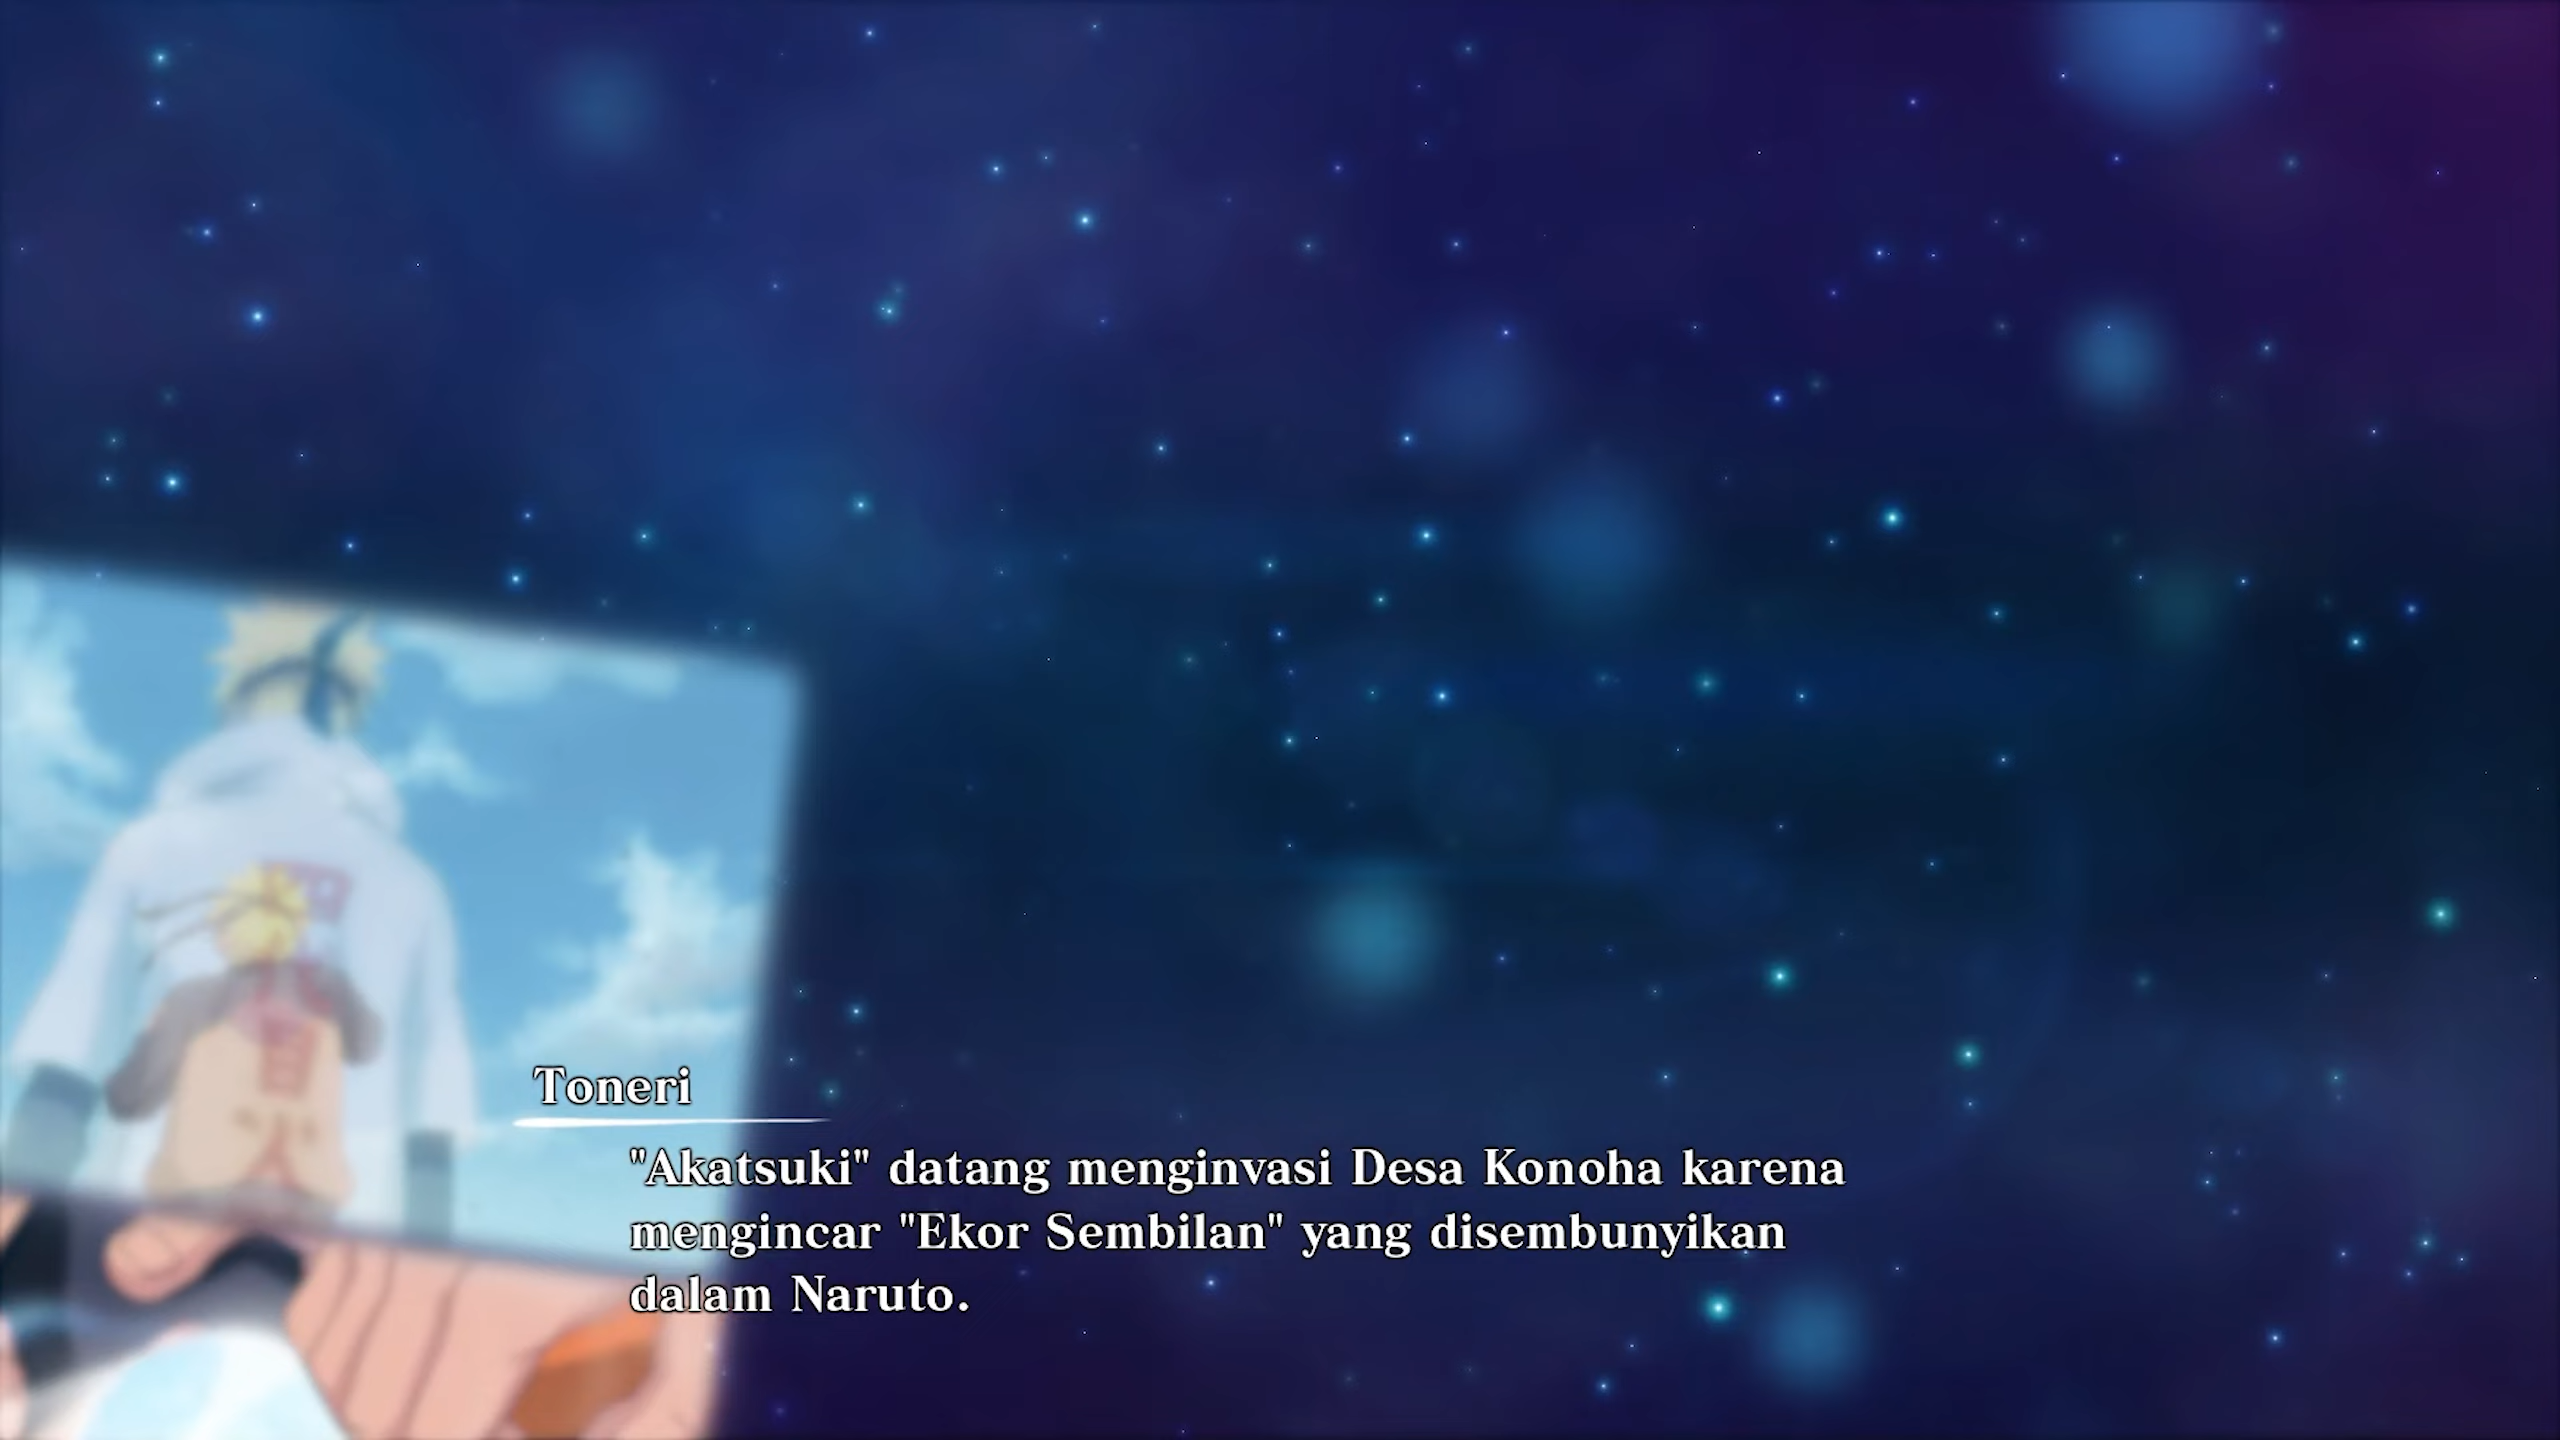 Toneri
"Akatsuki" datang menginvasi Desa Konoha karena
mengincar "Ekor Sembilan" yang disembunyikan
dalam Naruto.